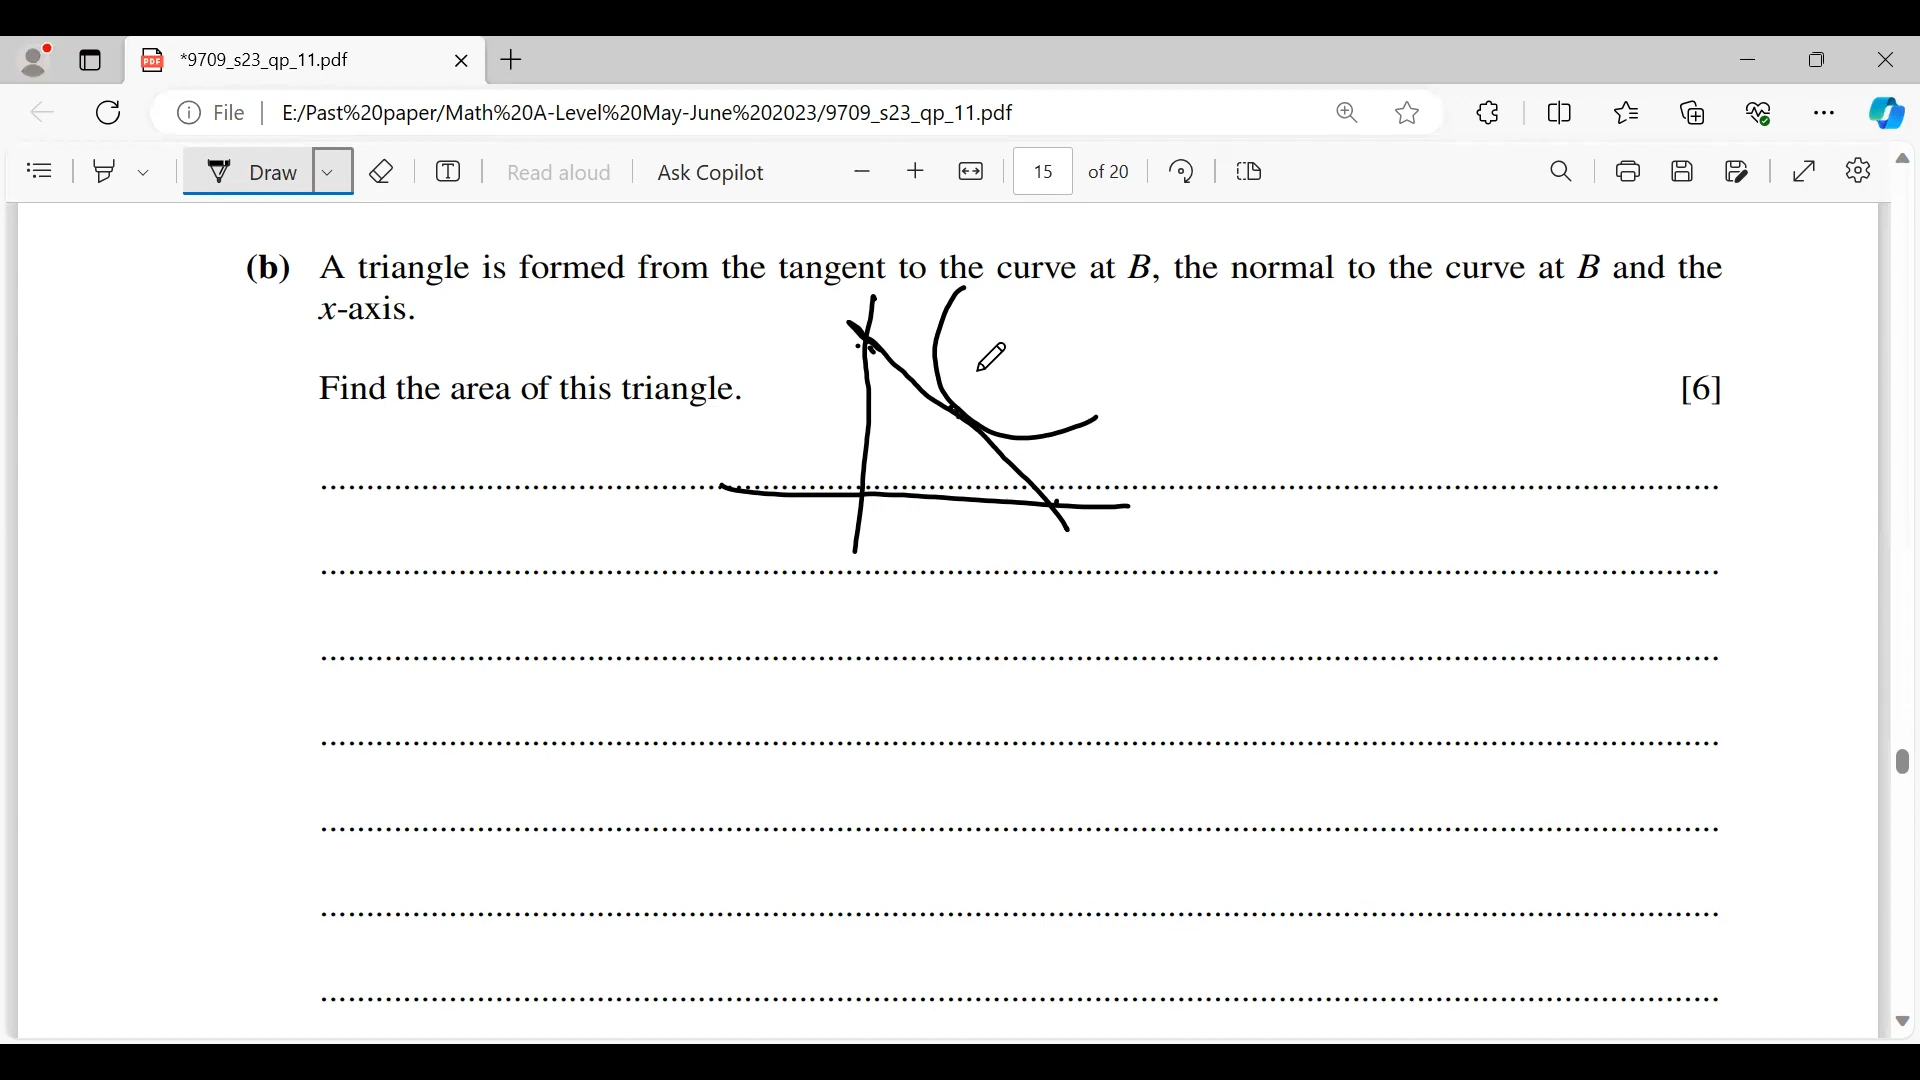 *9709_s23_qp_11.pdf
File
E:/Past%20paper/Math%20A-Level%20May-June%202023/9709_s23_qp_11.pdf
Draw
Read aloud
Ask Copilot
15 of 20
(b) A triangle is formed from the tangent to the curve at B, the normal to the curve at B and the
x-axis.
Find the area of this triangle. [6]